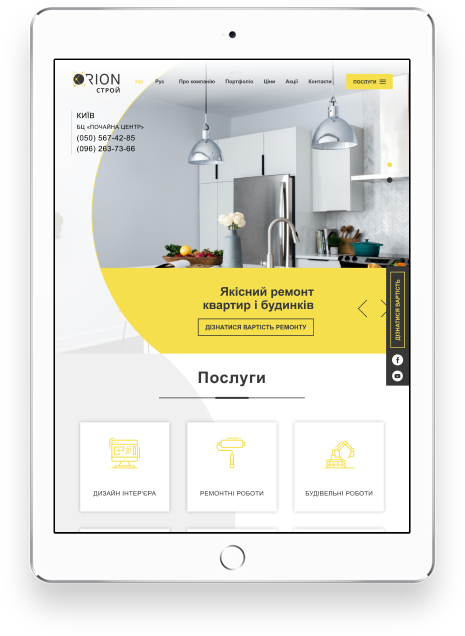 ORION
СТРОЙ
Укр Рус Про компанію Портфоліо Ціни Акції Контакти ПОСЛУГИ
КИЇВ
БЦ «ПОЧАЙНА ЦЕНТР»
(050) 567-42-85
(096) 263-73-66
Якісний ремонт
квартир і будинків
ДІЗНАТИСЯ ВАРТІСТЬ РЕМОНТУ
ДІЗНАТИСЯ ВАРТІСТЬ
Послуги
ДИЗАЙН ІНТЕР'ЄРА
РЕМОНТНІ РОБОТИ
БУДІВЕЛЬНІ РОБОТИ